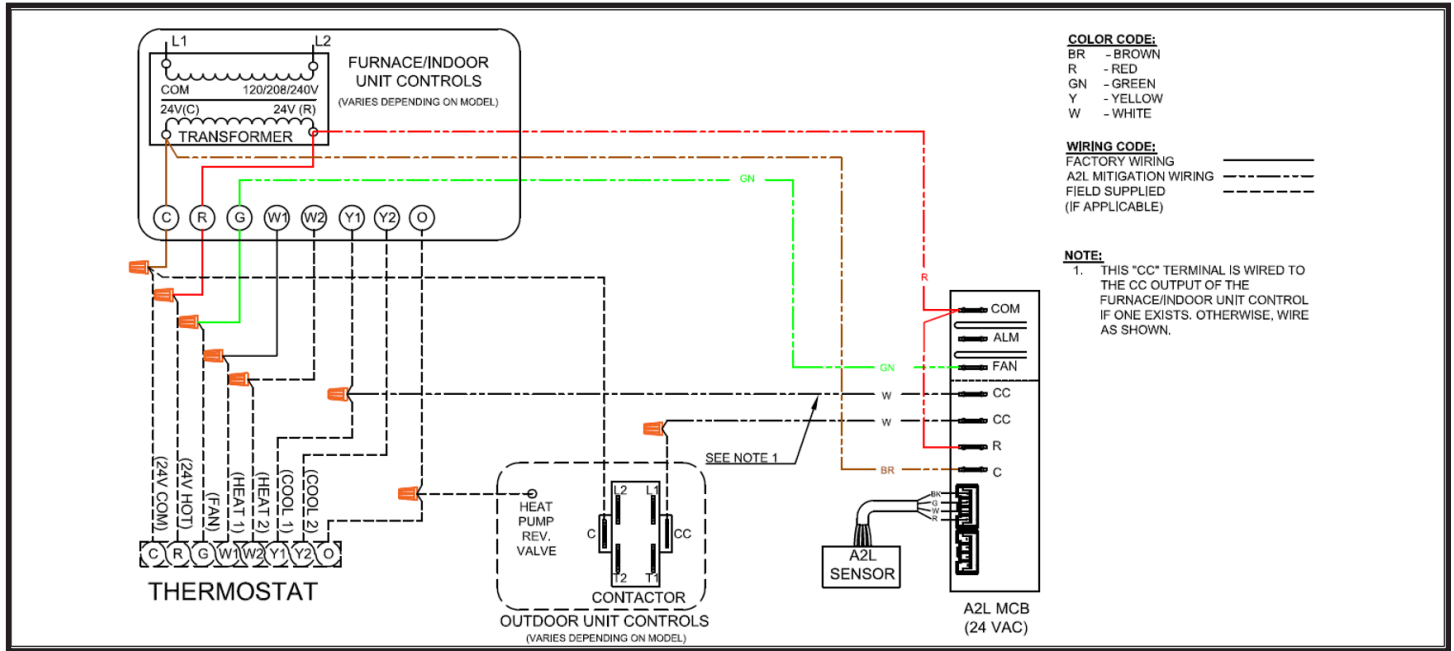 L1
L2
COM
120/208/240V
24V(C)
24V (R)
TRANSFORMER
FURNACE/INDOOR
UNIT CONTROLS
(VARIES DEPENDING ON MODEL)
C
R
G
W1
W2
Y1
Y2
O
(24V COM)
(24V HOT)
(FAN)
(HEAT 1)
(HEAT 2)
(COOL 1)
(COOL 2)
C
R
G
W1
W2
Y1
Y2
O
THERMOSTAT
GN
R
GN
W
W
BR
SEE NOTE 1
HEAT
PUMP
REV.
VALVE
L2
L1
C
CC
T2
T1
CONTACTOR
OUTDOOR UNIT CONTROLS
(VARIES DEPENDING ON MODEL)
COM
ALM
FAN
CC
CC
R
C
BK
G
W
R
A2L
SENSOR
A2L MCB
(24 VAC)
COLOR CODE:
BR - BROWN
R - RED
GN - GREEN
Y - YELLOW
W - WHITE
WIRING CODE:
FACTORY WIRING
A2L MITIGATION WIRING
FIELD SUPPLIED
(IF APPLICABLE)
NOTE:
1. THIS "CC" TERMINAL IS WIRED TO
THE CC OUTPUT OF THE
FURNACE/INDOOR UNIT CONTROL
IF ONE EXISTS. OTHERWISE, WIRE
AS SHOWN.